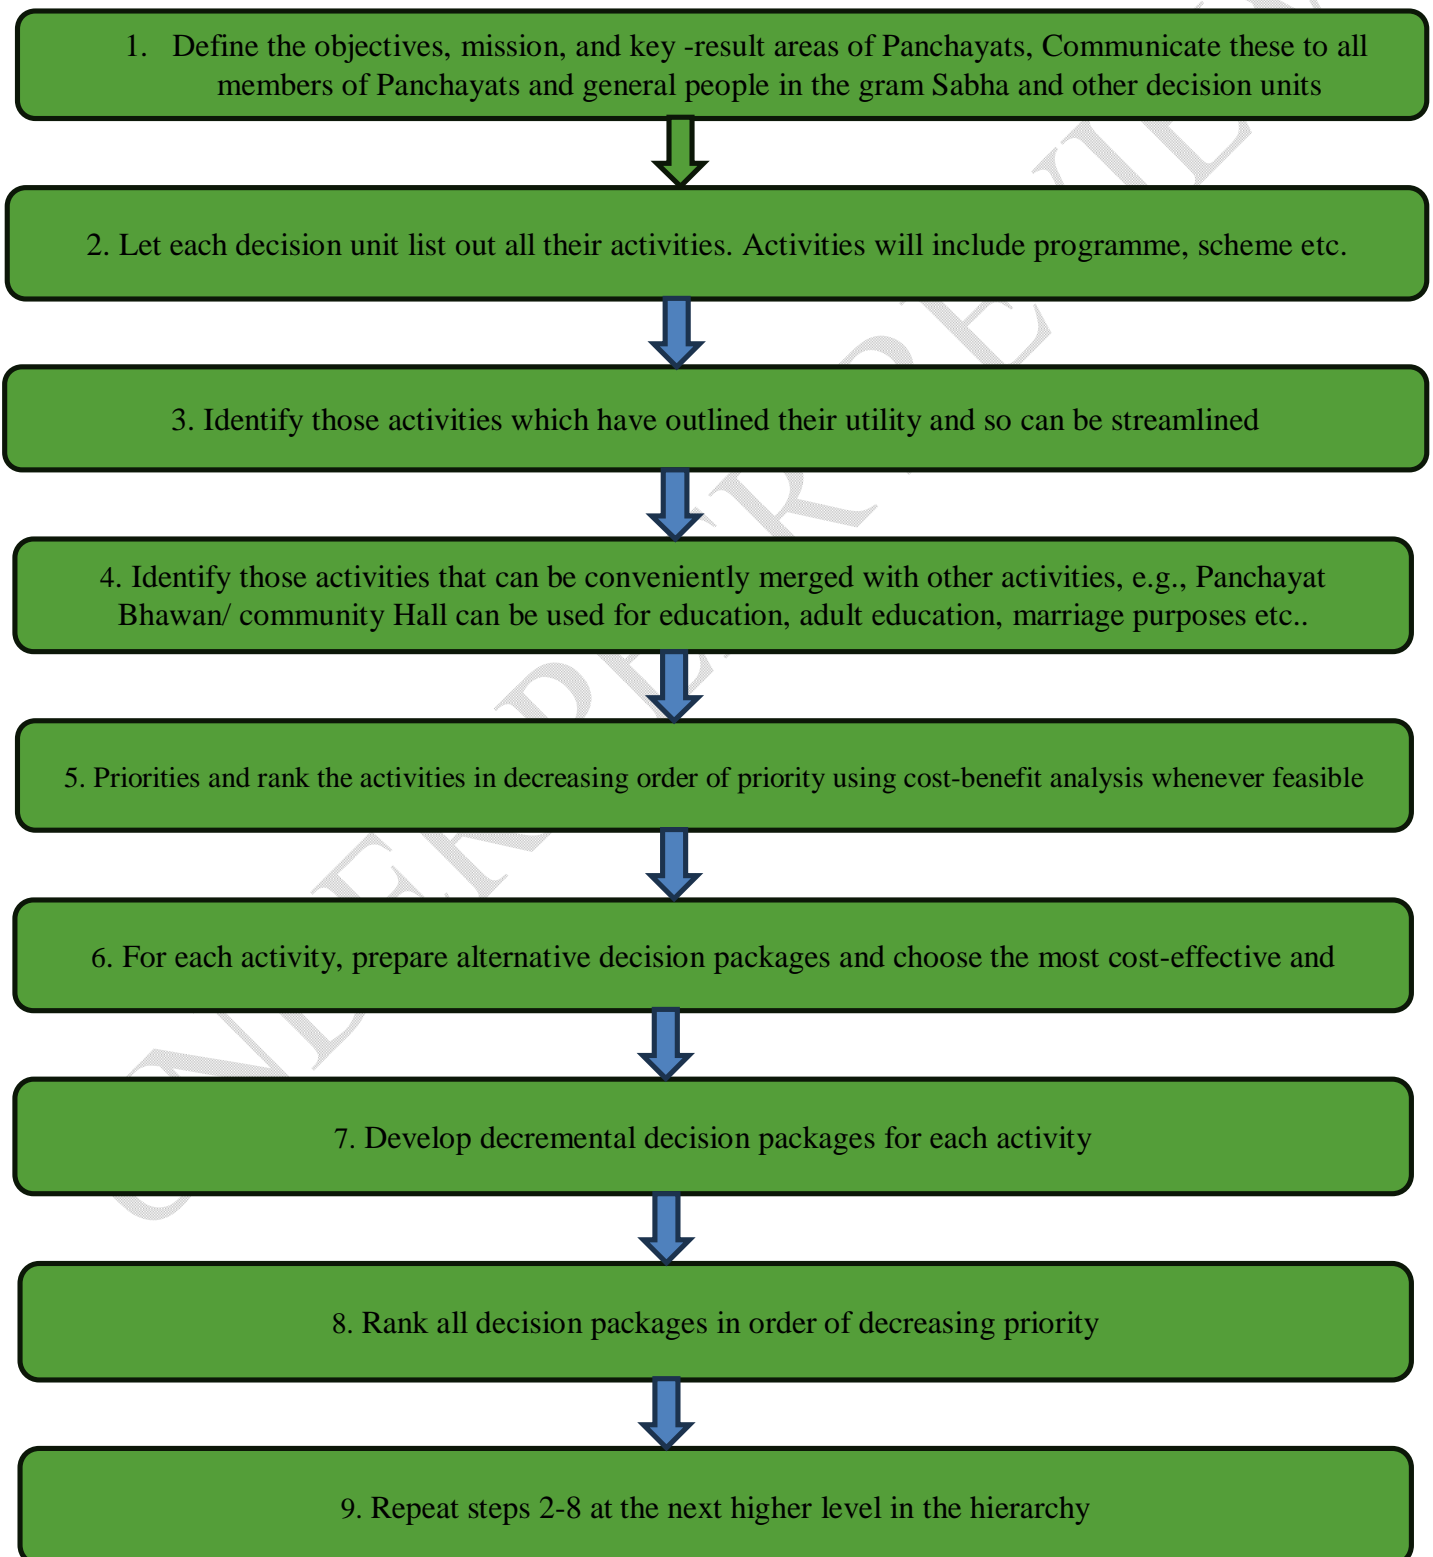 1. Define the objectives, mission, and key -result areas of Panchayats, Communicate these to all
members of Panchayats and general people in the gram Sabha and other decision units
2. Let each decision unit list out all their activities. Activities will include programme, scheme etc.
3. Identify those activities which have outlined their utility and so can be streamlined
4. Identify those activities that can be conveniently merged with other activities, e.g., Panchayat
Bhawan/ community Hall can be used for education, adult education, marriage purposes etc..
5. Priorities and rank the activities in decreasing order of priority using cost-benefit analysis whenever feasible
6. For each activity, prepare alternative decision packages and choose the most cost-effective and
7. Develop decremental decision packages for each activity
8. Rank all decision packages in order of decreasing priority
9. Repeat steps 2-8 at the next higher level in the hierarchy